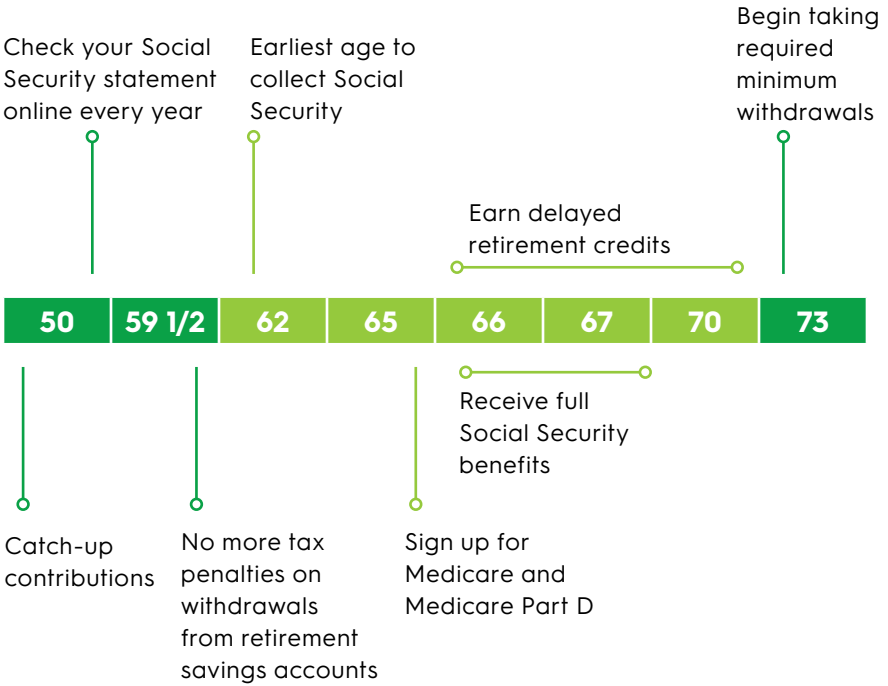 Check your Social
Security statement
online every year
Earliest age to
collect Social
Security
Begin taking
required
minimum
withdrawals
Earn delayed
retirement credits
50
59 1/2
62
65
66
67
70
73
Receive full
Social Security
benefits
Catch-up
contributions
No more tax
penalties on
withdrawals
from retirement
savings accounts
Sign up for
Medicare and
Medicare Part D